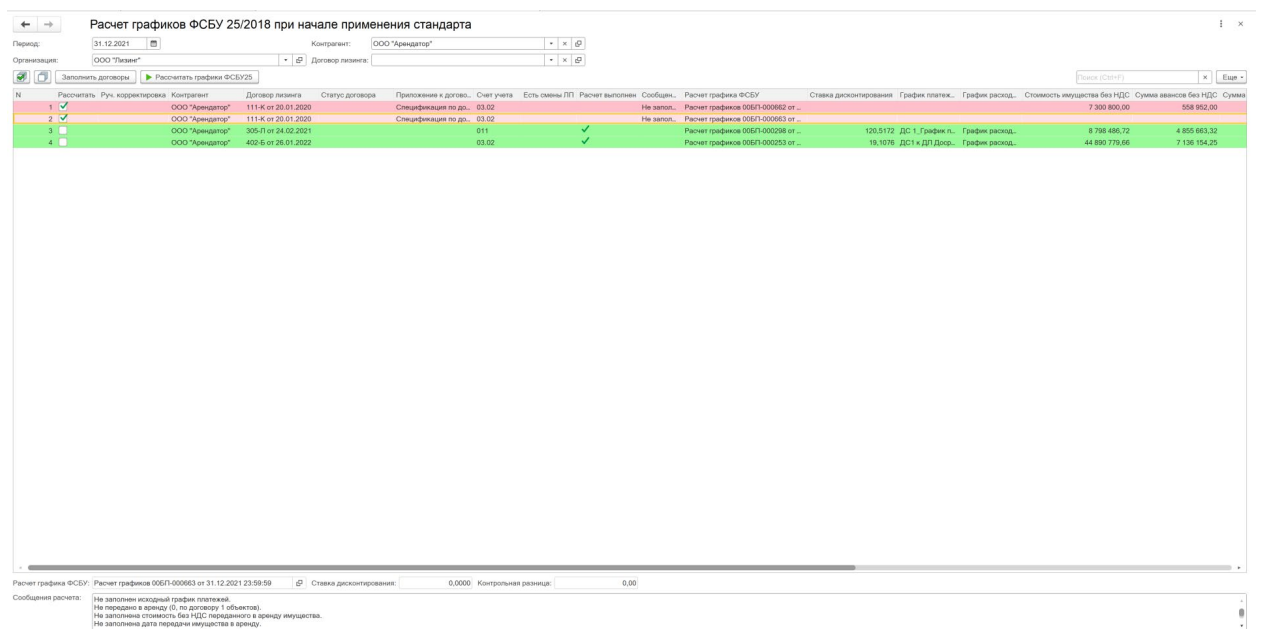 Расчет графиков ФСБУ 25/2018 при начале применения стандарта
Период: 31.12.2021 Контрагент: ООО "Арендатор"
Организация: ООО "Лизинг" Договор лизинга:
Заполнить договоры Рассчитать графики ФСБУ25 Поиск (Ctrl+F) × Еще
N Рассчитать Руч. корректировка Контрагент Договор лизинга Статус договора Приложение к догово... Счет учета Есть смены ЛП Расчет выполнен Сообщен... Расчет графика ФСБУ Ставка дисконтирования График платеж... График расход... Стоимость имущества без НДС Сумма авансов без НДС Сумма
1 ООО "Арендатор" 111-К от 20.01.2020 Спецификация по до... 03.02 Не запол... Расчет графиков 00БП-000662 от ... 7 300 800,00 558 952,00
2 ООО "Арендатор" 111-К от 20.01.2020 Спецификация по до... 03.02 Не запол... Расчет графиков 00БП-000663 от ...
3 ООО "Арендатор" 305-Л от 24.02.2021 011 Расчет графиков 00БП-000298 от ... 120,5172 ДС 1_График п... График расход... 8 798 486,72 4 855 663,32
4 ООО "Арендатор" 402-Б от 26.01.2022 03.02 Расчет графиков 00БП-000253 от ... 19,1076 ДС1 к ДЛ Доср... График расход... 44 890 779,66 7 136 154,25
Расчет графика ФСБУ: Расчет графиков 00БП-000663 от 31.12.2021 23:59:59 Ставка дисконтирования: 0,0000 Контрольная разница: 0,00
Сообщения расчета: Не заполнен исходный график платежей.
Не передано в аренду (0, по договору 1 объектов).
Не заполнена стоимость без НДС переданного в аренду имущества.
Не заполнена дата передачи имущества в аренду.